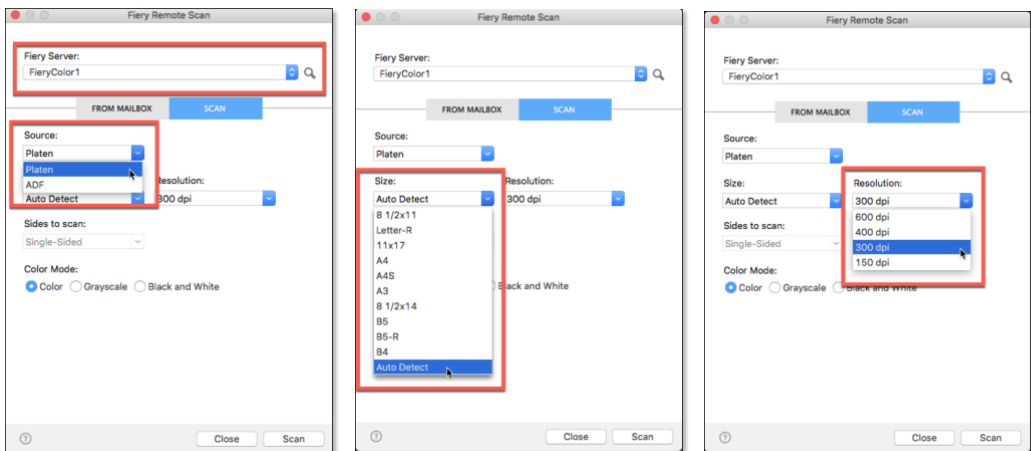 Fiery Remote Scan
Fiery Server:
FieryColor1
FROM MAILBOX SCAN
Source:
Platen
Platen
ADF
Resolution:
Auto Detect 300 dpi
Sides to scan:
Single-Sided
Color Mode:
Color Grayscale Black and White
? Close Scan
Fiery Remote Scan
Fiery Server:
FieryColor1
FROM MAILBOX SCAN
Source:
Platen
Size: Resolution:
Auto Detect 300 dpi
8 1/2x11
Letter-R
11x17
A4
A4S
A3
Black and White
8 1/2x14
B5
B5-R
B4
Auto Detect
? Close Scan
Fiery Remote Scan
Fiery Server:
FieryColor1
FROM MAILBOX SCAN
Source:
Platen
Size: Resolution:
Auto Detect 300 dpi
600 dpi
Sides to scan:
400 dpi
Single-Sided 300 dpi
150 dpi
Color Mode:
Color Grayscale Black and White
? Close Scan